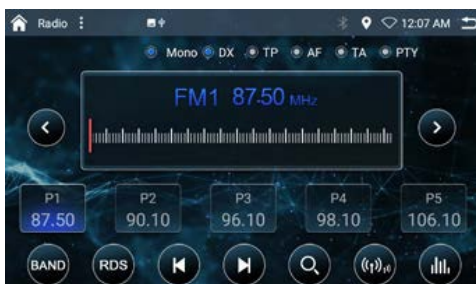 Radio 12:07 AM
Mono DX TP AF TA PTY
FM1 87.50 MHz
P1 P2 P3 P4 P5
87.50 90.10 96.10 98.10 106.10
BAND RDS